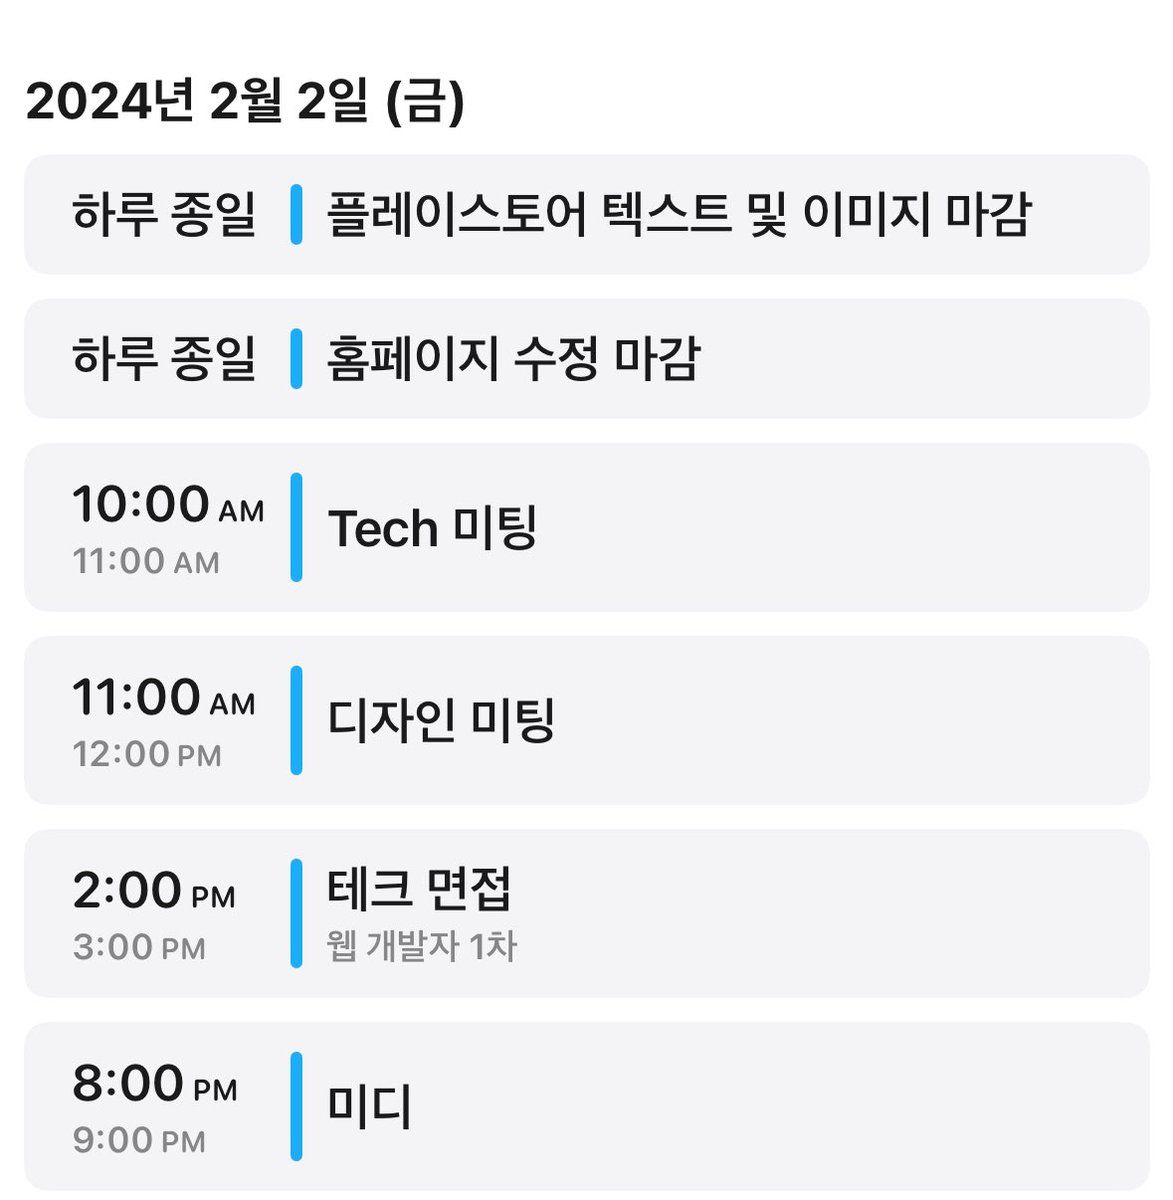 2024년 2월 2일 (금)
하루 종일 플레이스토어 텍스트 및 이미지 마감
하루 종일 홈페이지 수정 마감
10:00 AM
11:00 AM
Tech 미팅
11:00 AM
12:00 PM
디자인 미팅
2:00 PM
3:00 PM
테크 면접
웹 개발자 1차
8:00 PM
9:00 PM
미디